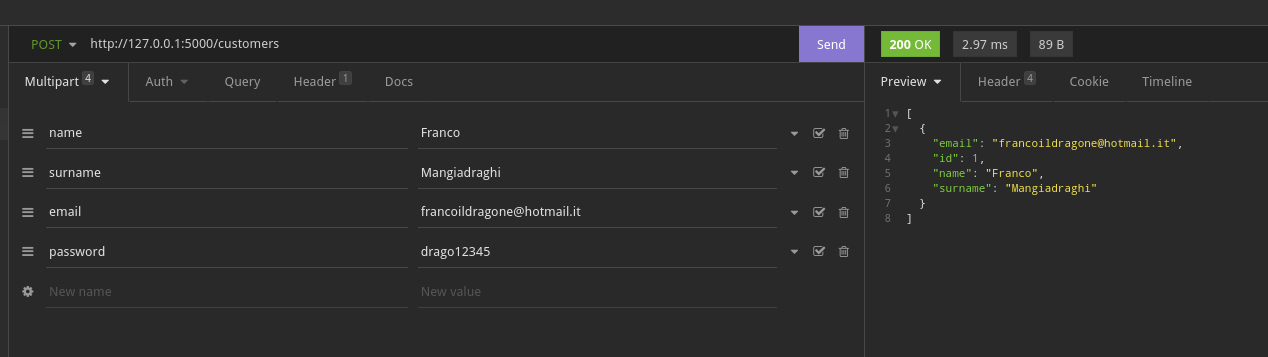 POST http://127.0.0.1:5000/customers Send 200 OK 2.97 ms 89 B
Multipart 4 Auth Query Header 1 Docs Preview Header 4 Cookie Timeline
name Franco
surname Mangiadraghi
email francoildragone@hotmail.it
password drago12345
New name New value
1 [
2 {
3 "email": "francoildragone@hotmail.it",
4 "id": 1,
5 "name": "Franco",
6 "surname": "Mangiadraghi"
7 }
8 ]